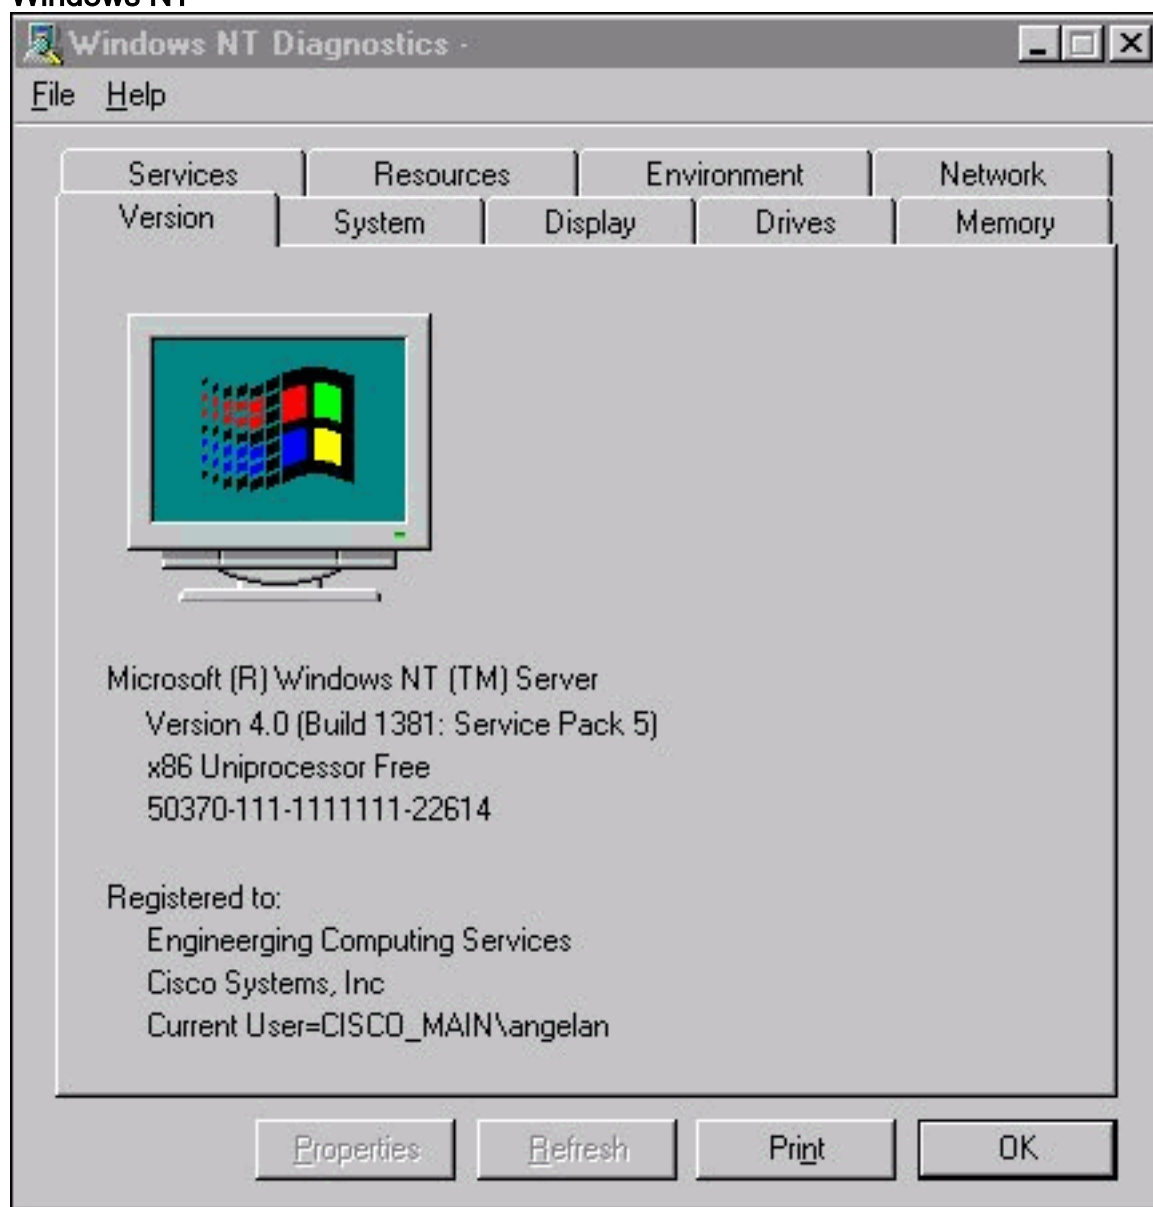 Windows NT
Windows NT Diagnostics -
File Help
Services Resources Environment Network
Version System Display Drives Memory
Microsoft (R) Windows NT (TM) Server
Version 4.0 (Build 1381: Service Pack 5)
x86 Uniprocessor Free
50370-111-1111111-22614
Registered to:
Engineerging Computing Services
Cisco Systems, Inc
Current User=CISCO_MAIN\angelan
Properties Refresh Print OK